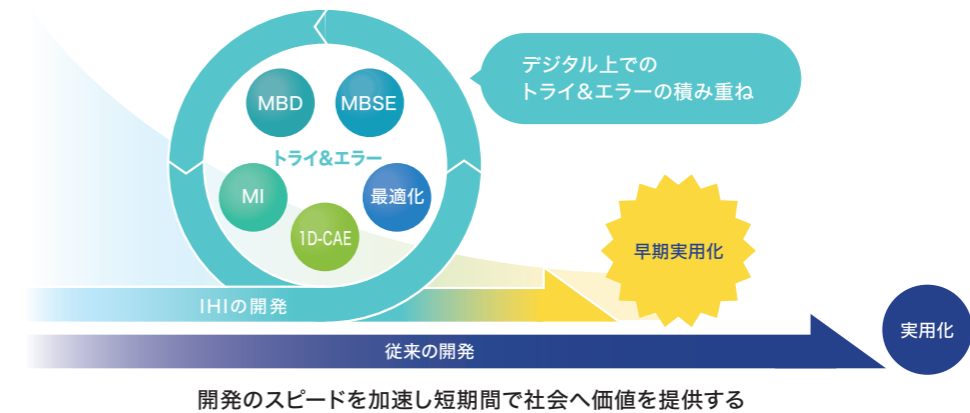 デジタル上での
トライ&エラーの積み重ね
MBD
MBSE
トライ&エラー
MI
最適化
1D-CAE
早期実用化
IHIの開発
実用化
従来の開発
開発のスピードを加速し短期間で社会へ価値を提供する